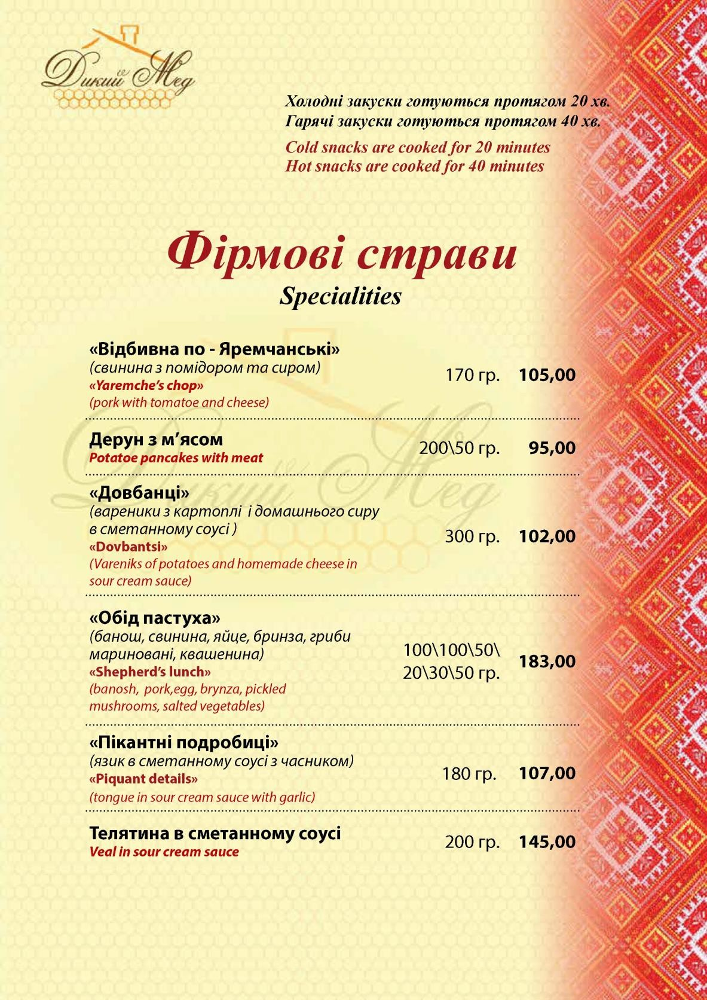 Дикий Мед
Холодні закуски готуються протягом 20 хв.
Гарячі закуски готуються протягом 40 хв.
Cold snacks are cooked for 20 minutes
Hot snacks are cooked for 40 minutes
Фірмові страви
Specialities
«Відбивна по - Яремчанські»
(свинина з помідором та сиром)
«Yaremche’s chop»
(pork with tomatoe and cheese)
170 гр. 105,00
Дерун з м’ясом
Potatoe pancakes with meat
200\50 гр. 95,00
«Довбанці»
(вареники з картоплі і домашнього сиру
в сметанному соусі )
«Dovbantsi»
(Vareniks of potatoes and homemade cheese in
sour cream sauce)
300 гр. 102,00
«Обід пастуха»
(банош, свинина, яйце, бринза, гриби
мариновані, квашенина)
«Shepherd’s lunch»
(banosh, pork,egg, brynza, pickled
mushrooms, salted vegetables)
100\100\50\
20\30\50 гр.
183,00
«Пікантні подробиці»
(язик в сметанному соусі з часником)
«Piquant details»
(tongue in sour cream sauce with garlic)
180 гр. 107,00
Телятина в сметанному соусі
Veal in sour cream sauce
200 гр. 145,00
Дикий Мед